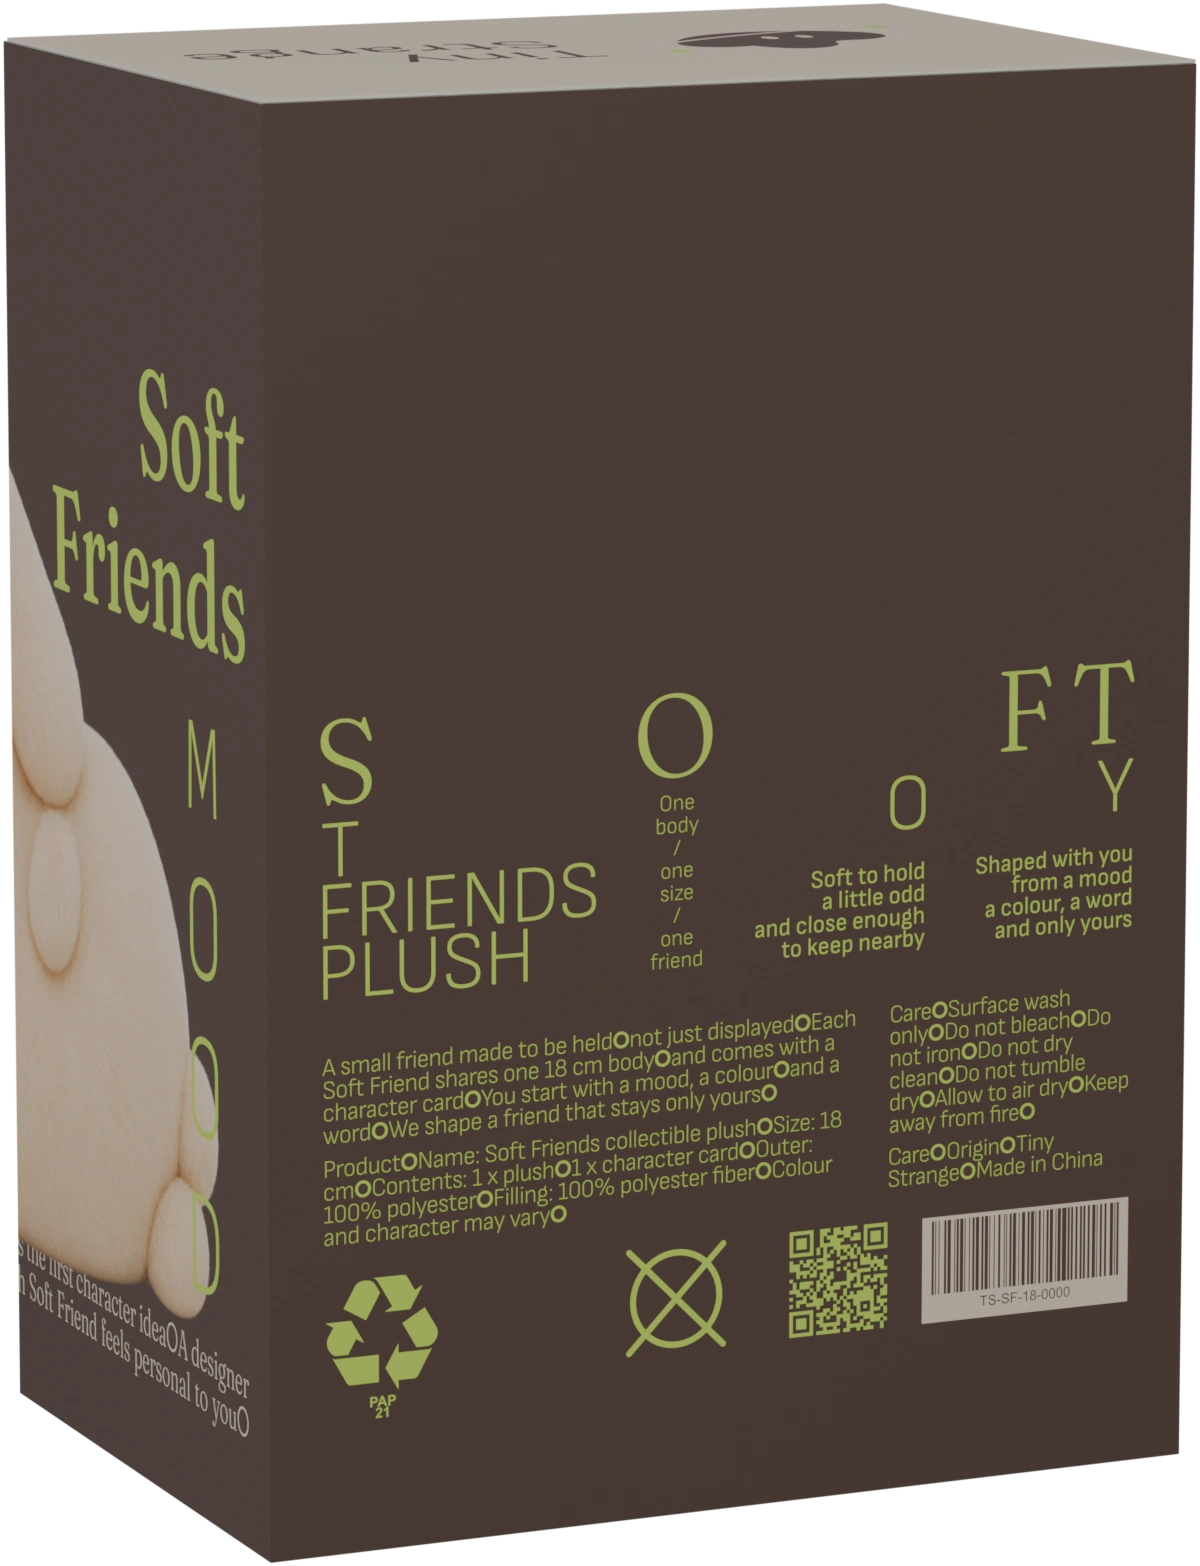 Tiny
Strange
Soft
Friends
M
O
O
D
the first character ideaOA designer
Soft Friend feels personal to youO
S O FT
T O Y
FRIENDS
PLUSH
One
body
/
one
size
/
one
friend
Soft to hold
a little odd
and close enough
to keep nearby
Shaped with you
from a mood
a colour, a word
and only yours
A small friend made to be heldOnot just displayedOEach
Soft Friend shares one 18 cm bodyOand comes with a
character cardOYou start with a mood, a colourOand a
wordOWe shape a friend that stays only yoursO
ProductOName: Soft Friends collectible plushOSize: 18
cmOContents: 1 x plushO1 x character cardOOuter:
100% polyesterOFilling: 100% polyester fiberOColour
and character may varyO
CareOSurface wash
onlyODo not bleachODo
not ironODo not dry
cleanODo not tumble
dryOAllow to air dryOKeep
away from fireO
CareOOriginOTiny
StrangeOMade in China
PAP
21
TS-SF-18-0000